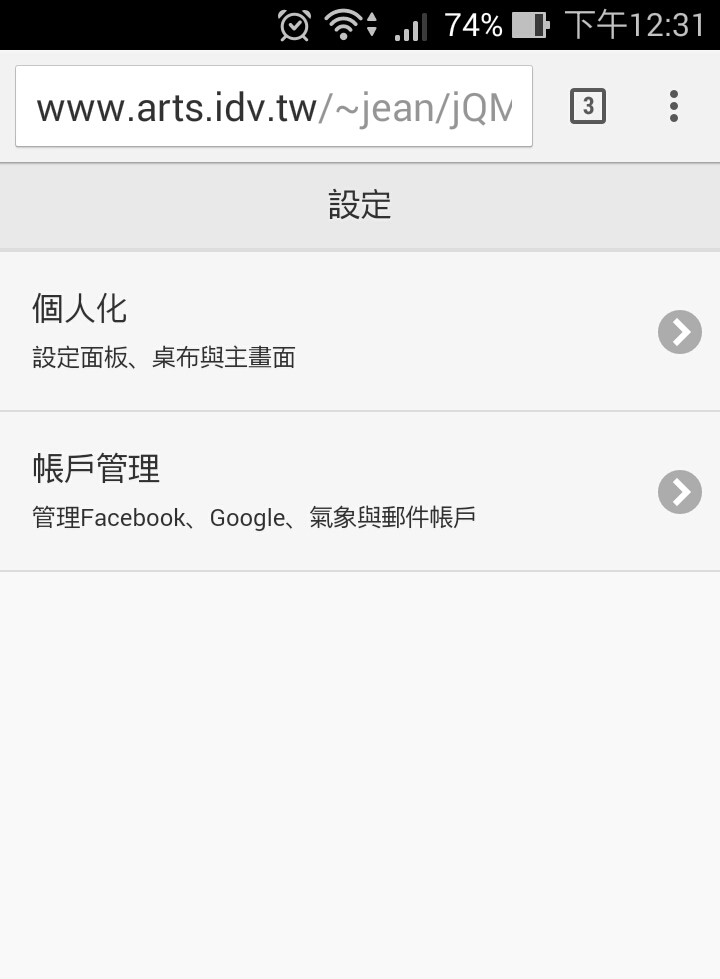 74% 下午12:31
www.arts.idv.tw/~jean/jQM
3
設定
個人化
設定面板、桌布與主畫面
帳戶管理
管理Facebook、Google、氣象與郵件帳戶